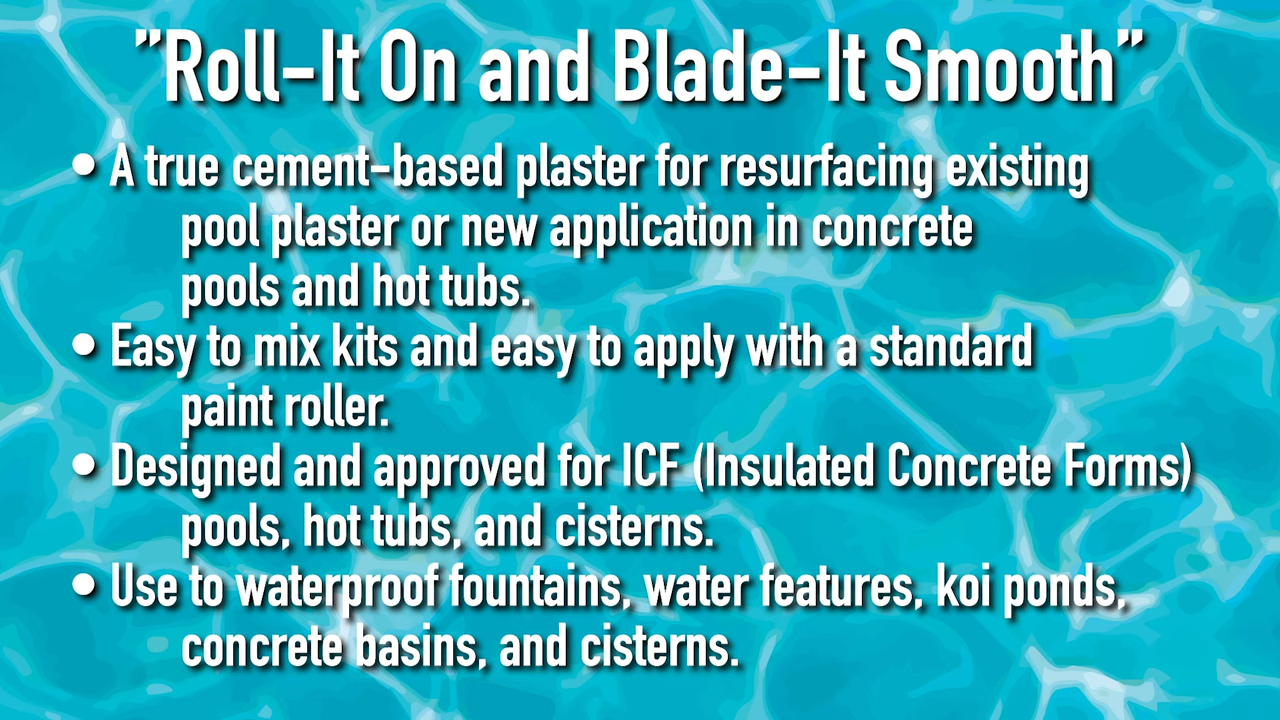 ”Roll-It On and Blade-It Smooth”
• A true cement-based plaster for resurfacing existing
pool plaster or new application in concrete
pools and hot tubs.
• Easy to mix kits and easy to apply with a standard
paint roller.
• Designed and approved for ICF (Insulated Concrete Forms)
pools, hot tubs, and cisterns.
• Use to waterproof fountains, water features, koi ponds,
concrete basins, and cisterns.